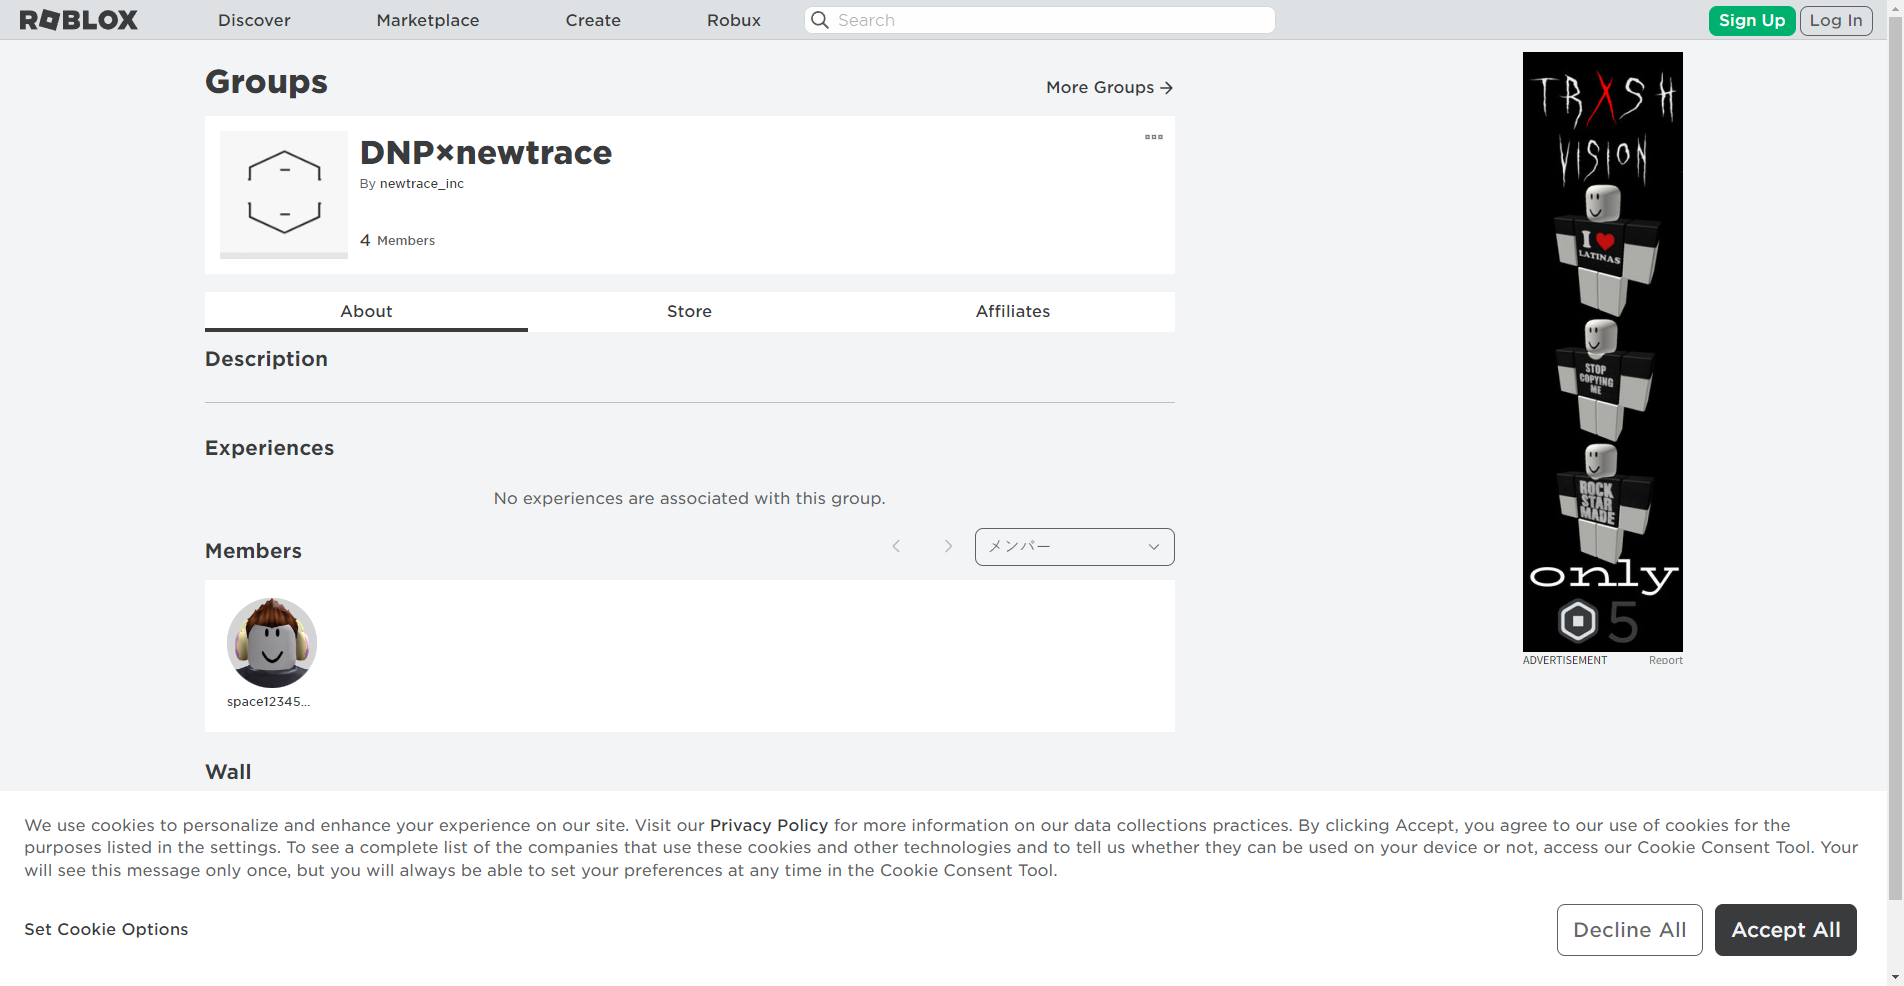 ROBLOX
Discover
Marketplace
Create
Robux
Search
Sign Up
Log In
Groups
More Groups
DNP×newtrace
By newtrace_inc
4 Members
About
Store
Affiliates
Description
Experiences
No experiences are associated with this group.
Members
メンバー
space12345...
Wall
TRXSH
VISION
I
LATINAS
STOP
COPYING
ME
ROCK
STAR
MADE
only
5
ADVERTISEMENT
Report
We use cookies to personalize and enhance your experience on our site. Visit our Privacy Policy for more information on our data collections practices. By clicking Accept, you agree to our use of cookies for the
purposes listed in the settings. To see a complete list of the companies that use these cookies and other technologies and to tell us whether they can be used on your device or not, access our Cookie Consent Tool. Your
will see this message only once, but you will always be able to set your preferences at any time in the Cookie Consent Tool.
Set Cookie Options
Decline All
Accept All